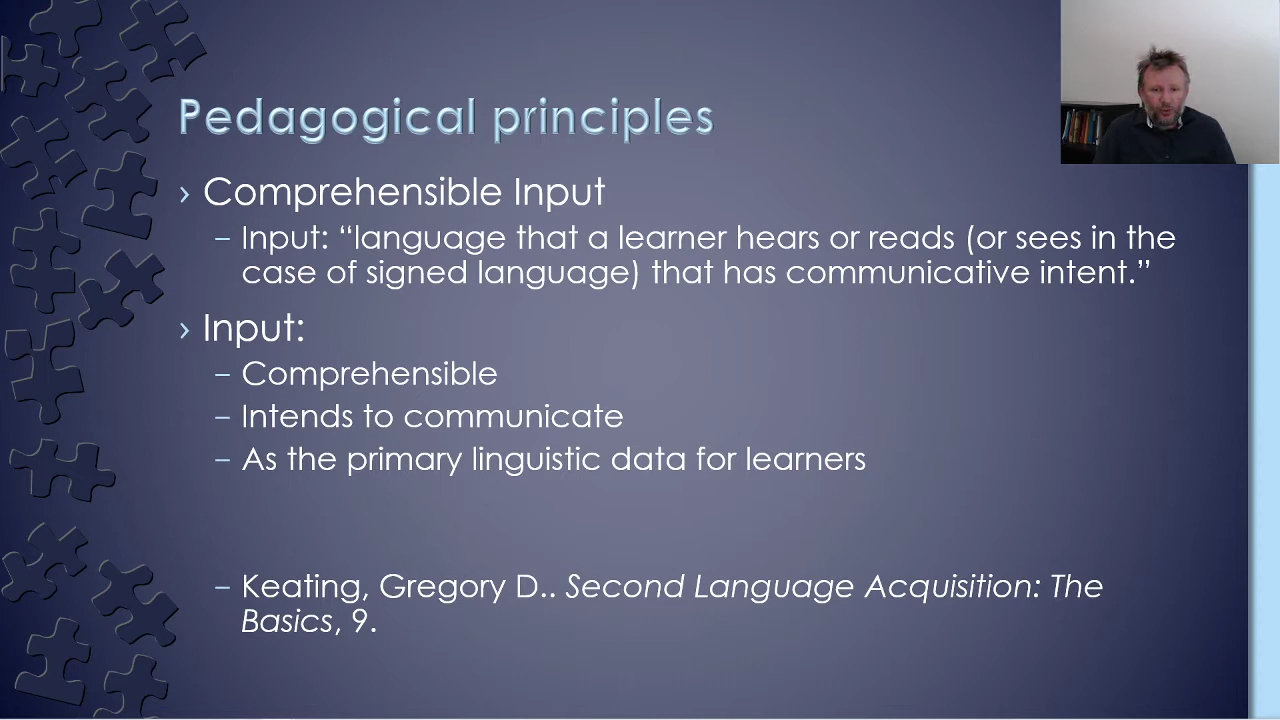 Pedagogical principles
› Comprehensible Input
– Input: “language that a learner hears or reads (or sees in the
case of signed language) that has communicative intent.”
› Input:
– Comprehensible
– Intends to communicate
– As the primary linguistic data for learners
– Keating, Gregory D.. Second Language Acquisition: The
Basics, 9.